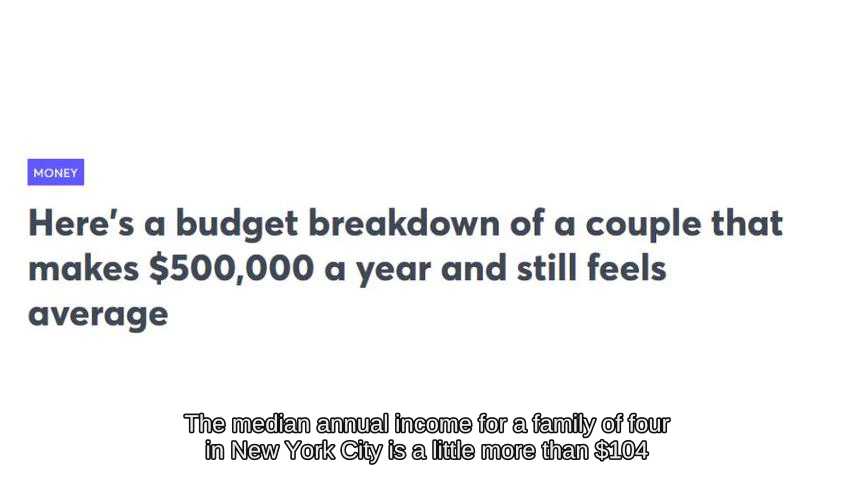 MONEY
Here's a budget breakdown of a couple that
makes $500,000 a year and still feels
average
The median annual income for a family of four
in New York City is a little more than $104